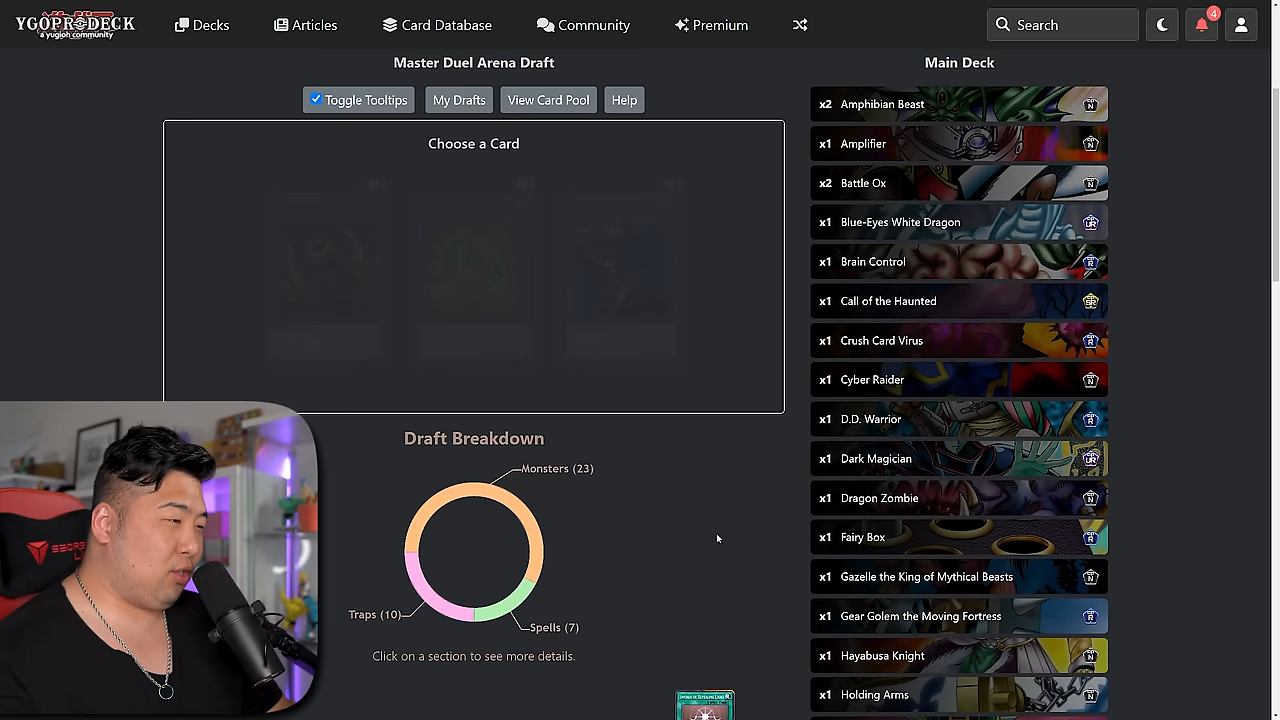 YGOPRODECK
a yugioh community
Decks
Articles
Card Database
Community
Premium
Search
4
Master Duel Arena Draft
Toggle Tooltips
My Drafts
View Card Pool
Help
Choose a Card
Draft Breakdown
Monsters (23)
Traps (10)
Spells (7)
Click on a section to see more details.
Main Deck
x2 Amphibian Beast N
x1 Amplifier N
x2 Battle Ox N
x1 Blue-Eyes White Dragon UR
x1 Brain Control R
x1 Call of the Haunted SR
x1 Crush Card Virus R
x1 Cyber Raider N
x1 D.D. Warrior R
x1 Dark Magician UR
x1 Dragon Zombie N
x1 Fairy Box R
x1 Gazelle the King of Mythical Beasts N
x1 Gear Golem the Moving Fortress R
x1 Hayabusa Knight N
x1 Holding Arms N